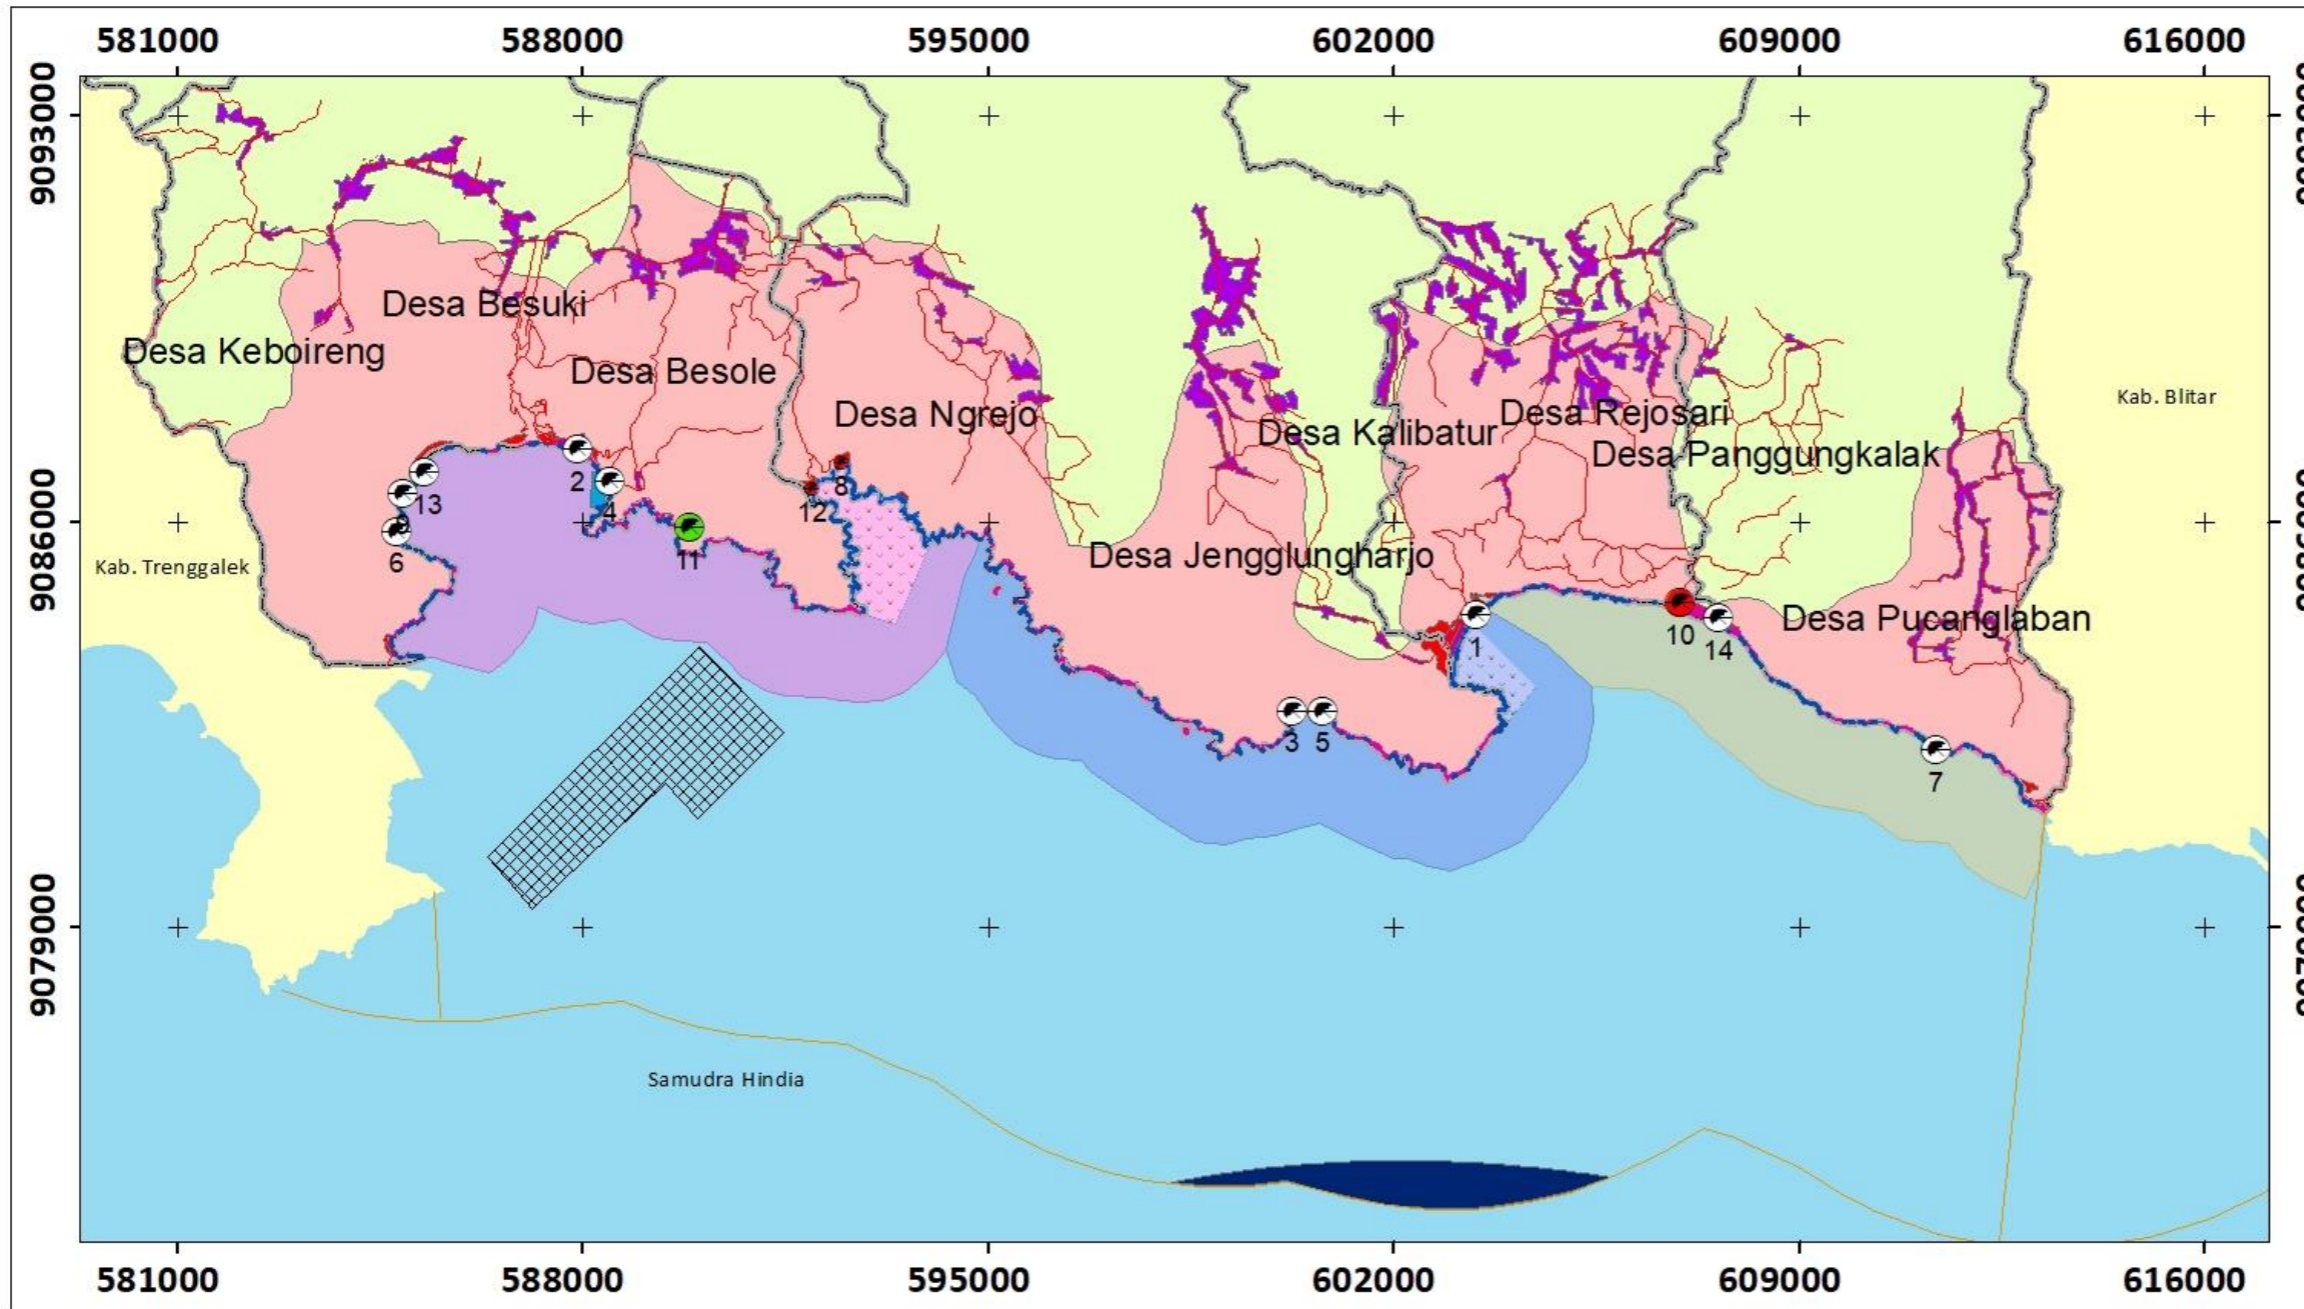 581000 588000 595000 602000 609000 616000
9093000
Desa Besuki
Desa Keboireng
Desa Besole
Kab. Blitar
Desa Ngrejo
Desa Rejosari
Desa Kalibatur
Desa Panggungkalak
2
8
13
4
12
9086000
9
Desa Jengglungharjo
11
6
Kab. Trenggalek
Desa Pucanglaban
10
1
14
3
5
7
9079000
Samudra Hindia
581000 588000 595000 602000 609000 616000